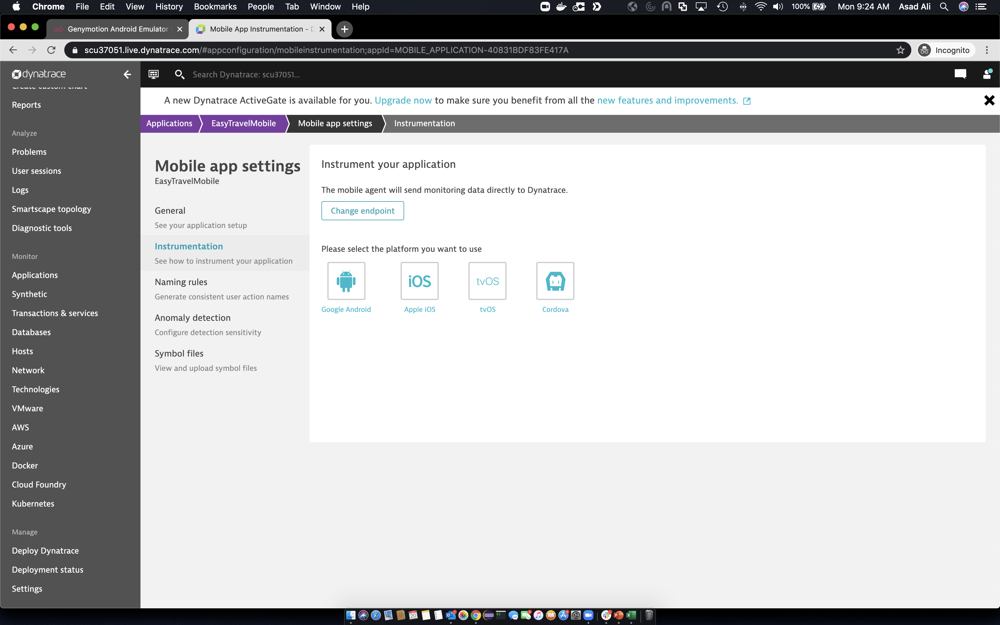 Chrome File Edit View History Bookmarks People Tab Window Help 100% Mon 9:24 AM Asad Ali
Genymotion Android Emulator
Mobile App Instrumentation - D
scu37051.live.dynatrace.com/#appconfiguration/mobileinstrumentation;appId=MOBILE_APPLICATION-40831BDF83FE417A
Incognito
dynatrace
Search Dynatrace: scu37051...
Create custom chart
Reports
Analyze
Problems
User sessions
Logs
Smartscape topology
Diagnostic tools
Monitor
Applications
Synthetic
Transactions & services
Databases
Hosts
Network
Technologies
VMware
AWS
Azure
Docker
Cloud Foundry
Kubernetes
Manage
Deploy Dynatrace
Deployment status
Settings
A new Dynatrace ActiveGate is available for you. Upgrade now to make sure you benefit from all the new features and improvements.
Applications
EasyTravelMobile
Mobile app settings
Instrumentation
Mobile app settings
EasyTravelMobile
General
See your application setup
Instrumentation
See how to instrument your application
Naming rules
Generate consistent user action names
Anomaly detection
Configure detection sensitivity
Symbol files
View and upload symbol files
Instrument your application
The mobile agent will send monitoring data directly to Dynatrace.
Change endpoint
Please select the platform you want to use
iOS
tvOS
Google Android
Apple iOS
tvOS
Cordova
20